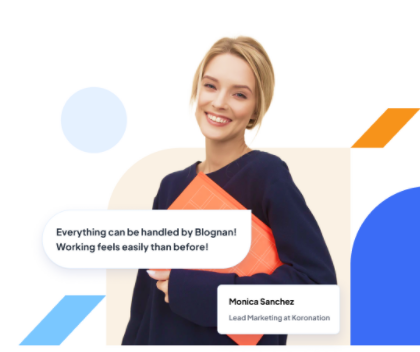 Everything can be handled by Blognan!
Working feels easily than before!
Monica Sanchez
Lead Marketing at Koronation